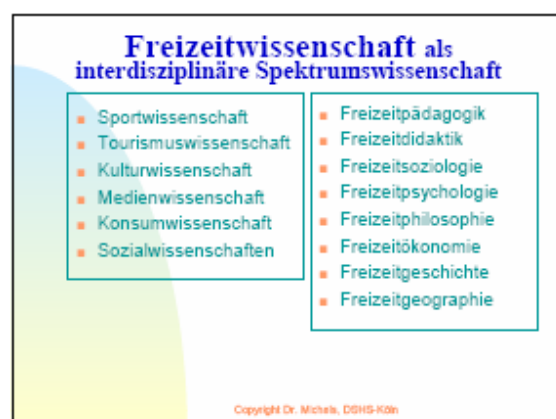 Freizeitwissenschaft als
interdisziplinäre Spektrumswissenschaft
Sportwissenschaft
Tourismuswissenschaft
Kulturwissenschaft
Medienwissenschaft
Konsumwissenschaft
Sozialwissenschaften
Freizeitpädagogik
Freizeitdidaktik
Freizeitsoziologie
Freizeitpsychologie
Freizeitphilosophie
Freizeitökonomie
Freizeitgeschichte
Freizeitgeographie
Copyright Dr. Michels, DSHS-Köln